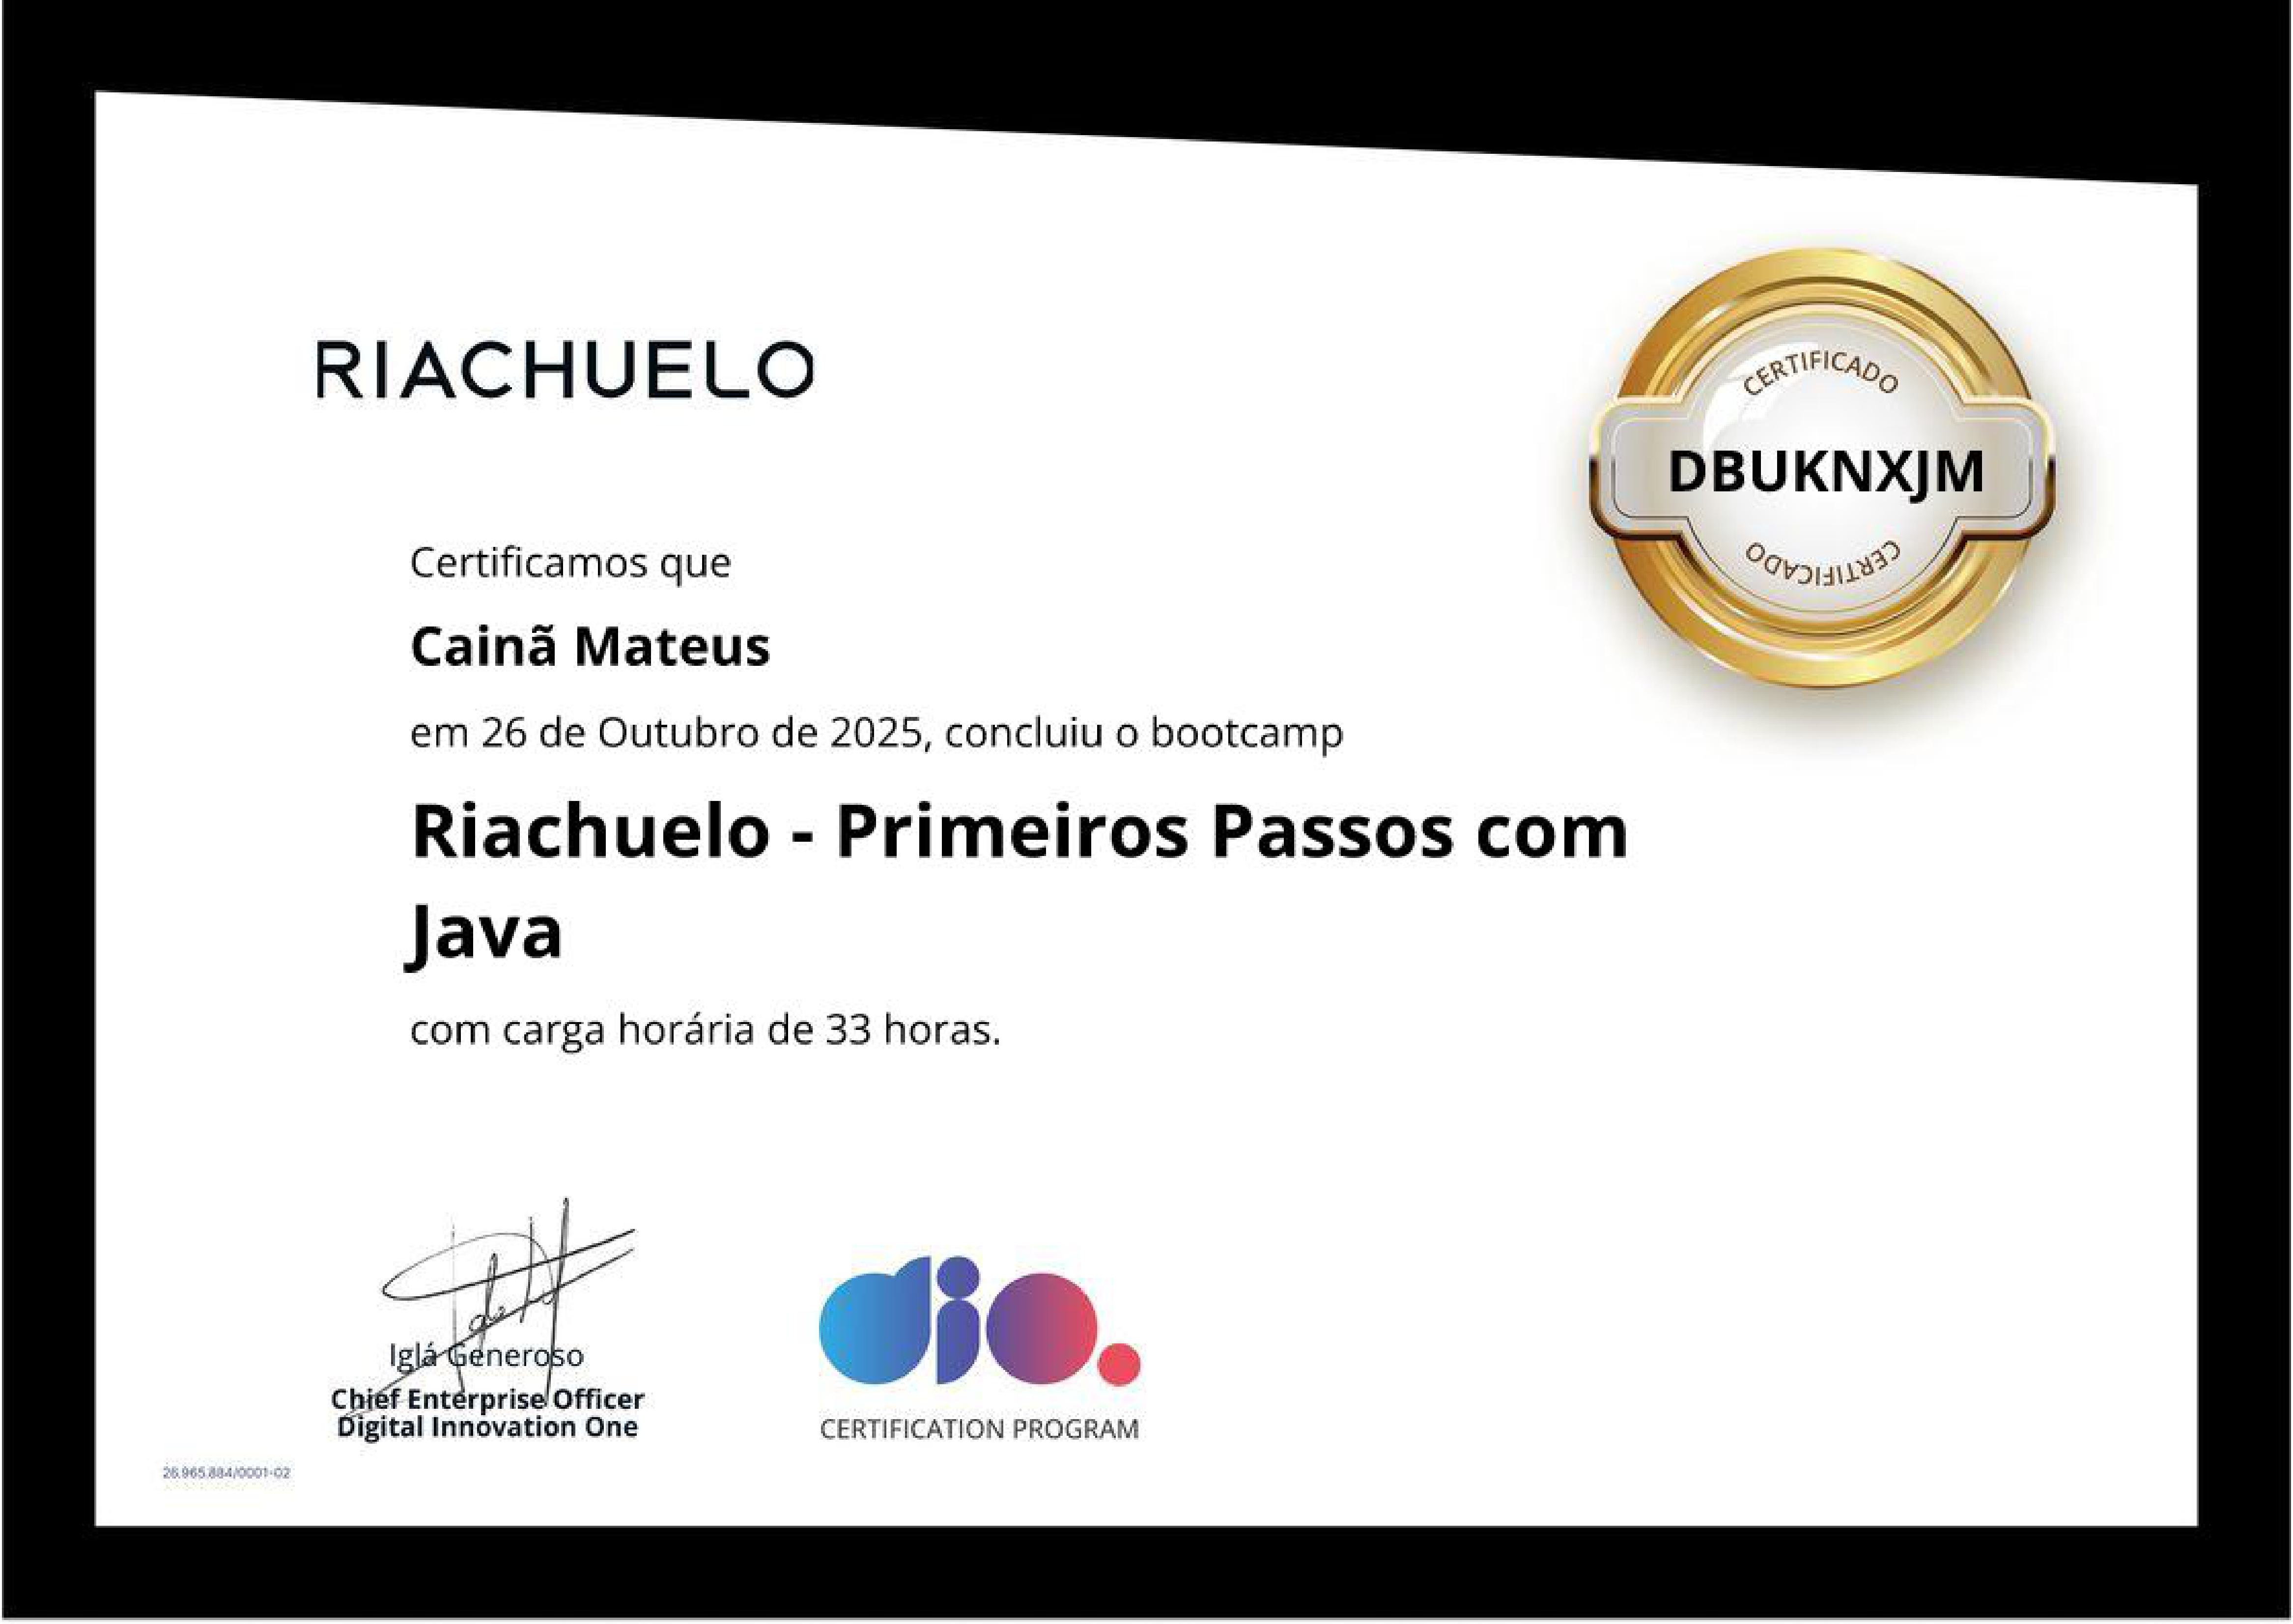 RIACHUELO
CERTIFICADO
DBUKNXJM
CERTIFICADO
Certificamos que
Cainã Mateus
em 26 de Outubro de 2025, concluiu o bootcamp
Riachuelo - Primeiros Passos com
Java
com carga horária de 33 horas.
Iglá Generoso
Chief Enterprise Officer
Digital Innovation One
dio.
CERTIFICATION PROGRAM
26.965.884/0001-02